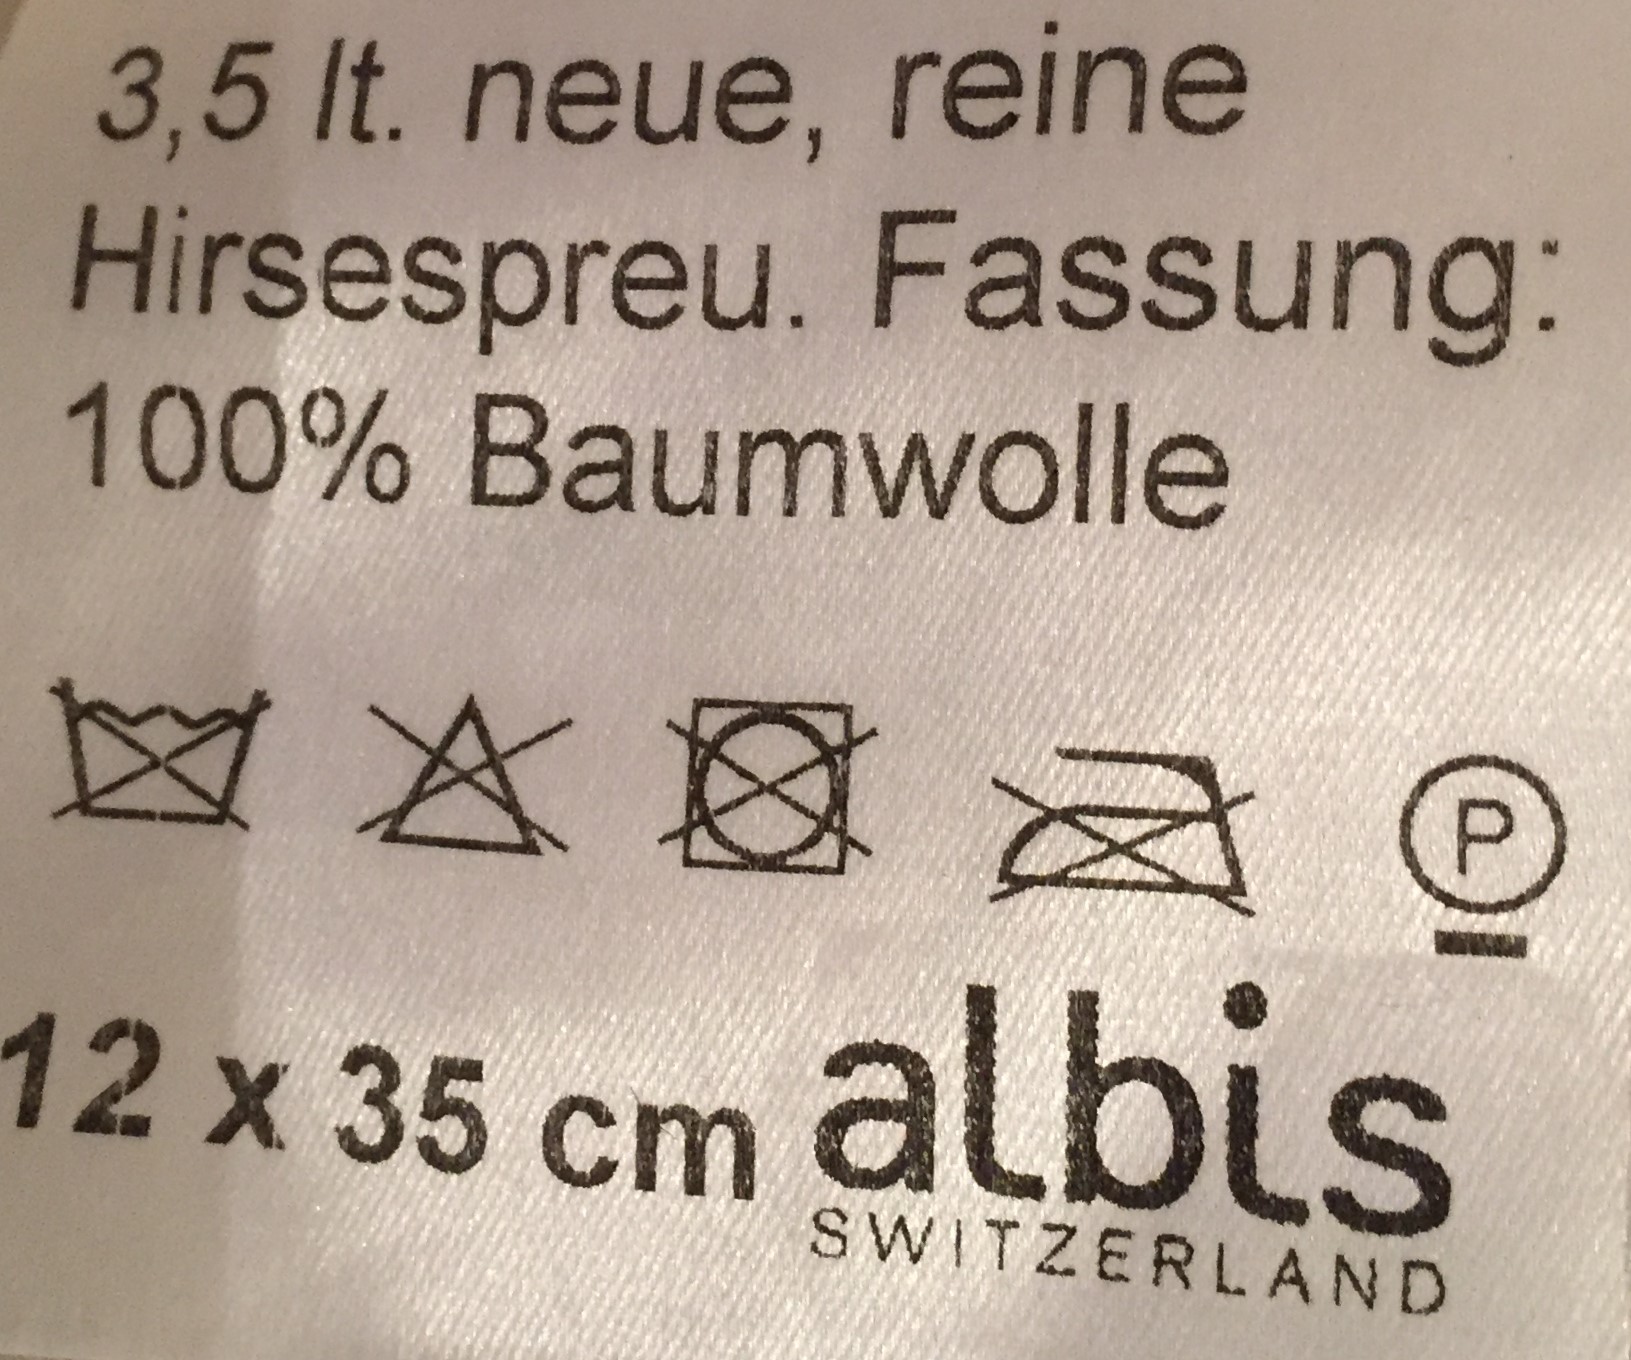 3,5 lt. neue, reine
Hirsespreu. Fassung:
100% Baumwolle
P
12 x 35 cm albis
SWITZERLAND